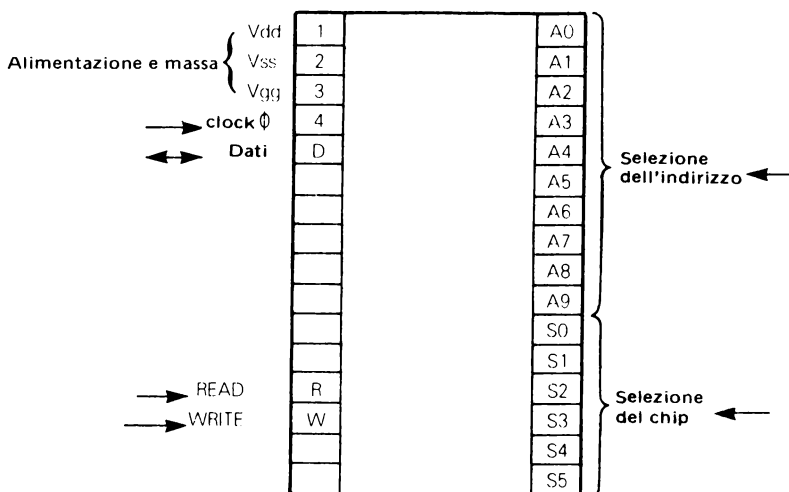 Vdd 1 A0
Alimentazione e massa Vss 2 A1
Vgg 3 A2
clock ϕ 4 A3
Dati D A4
Selezione
dell'indirizzo
A5
A6
A7
A8
A9
S0
S1
READ R S2
WRITE W S3
Selezione
del chip
S4
S5